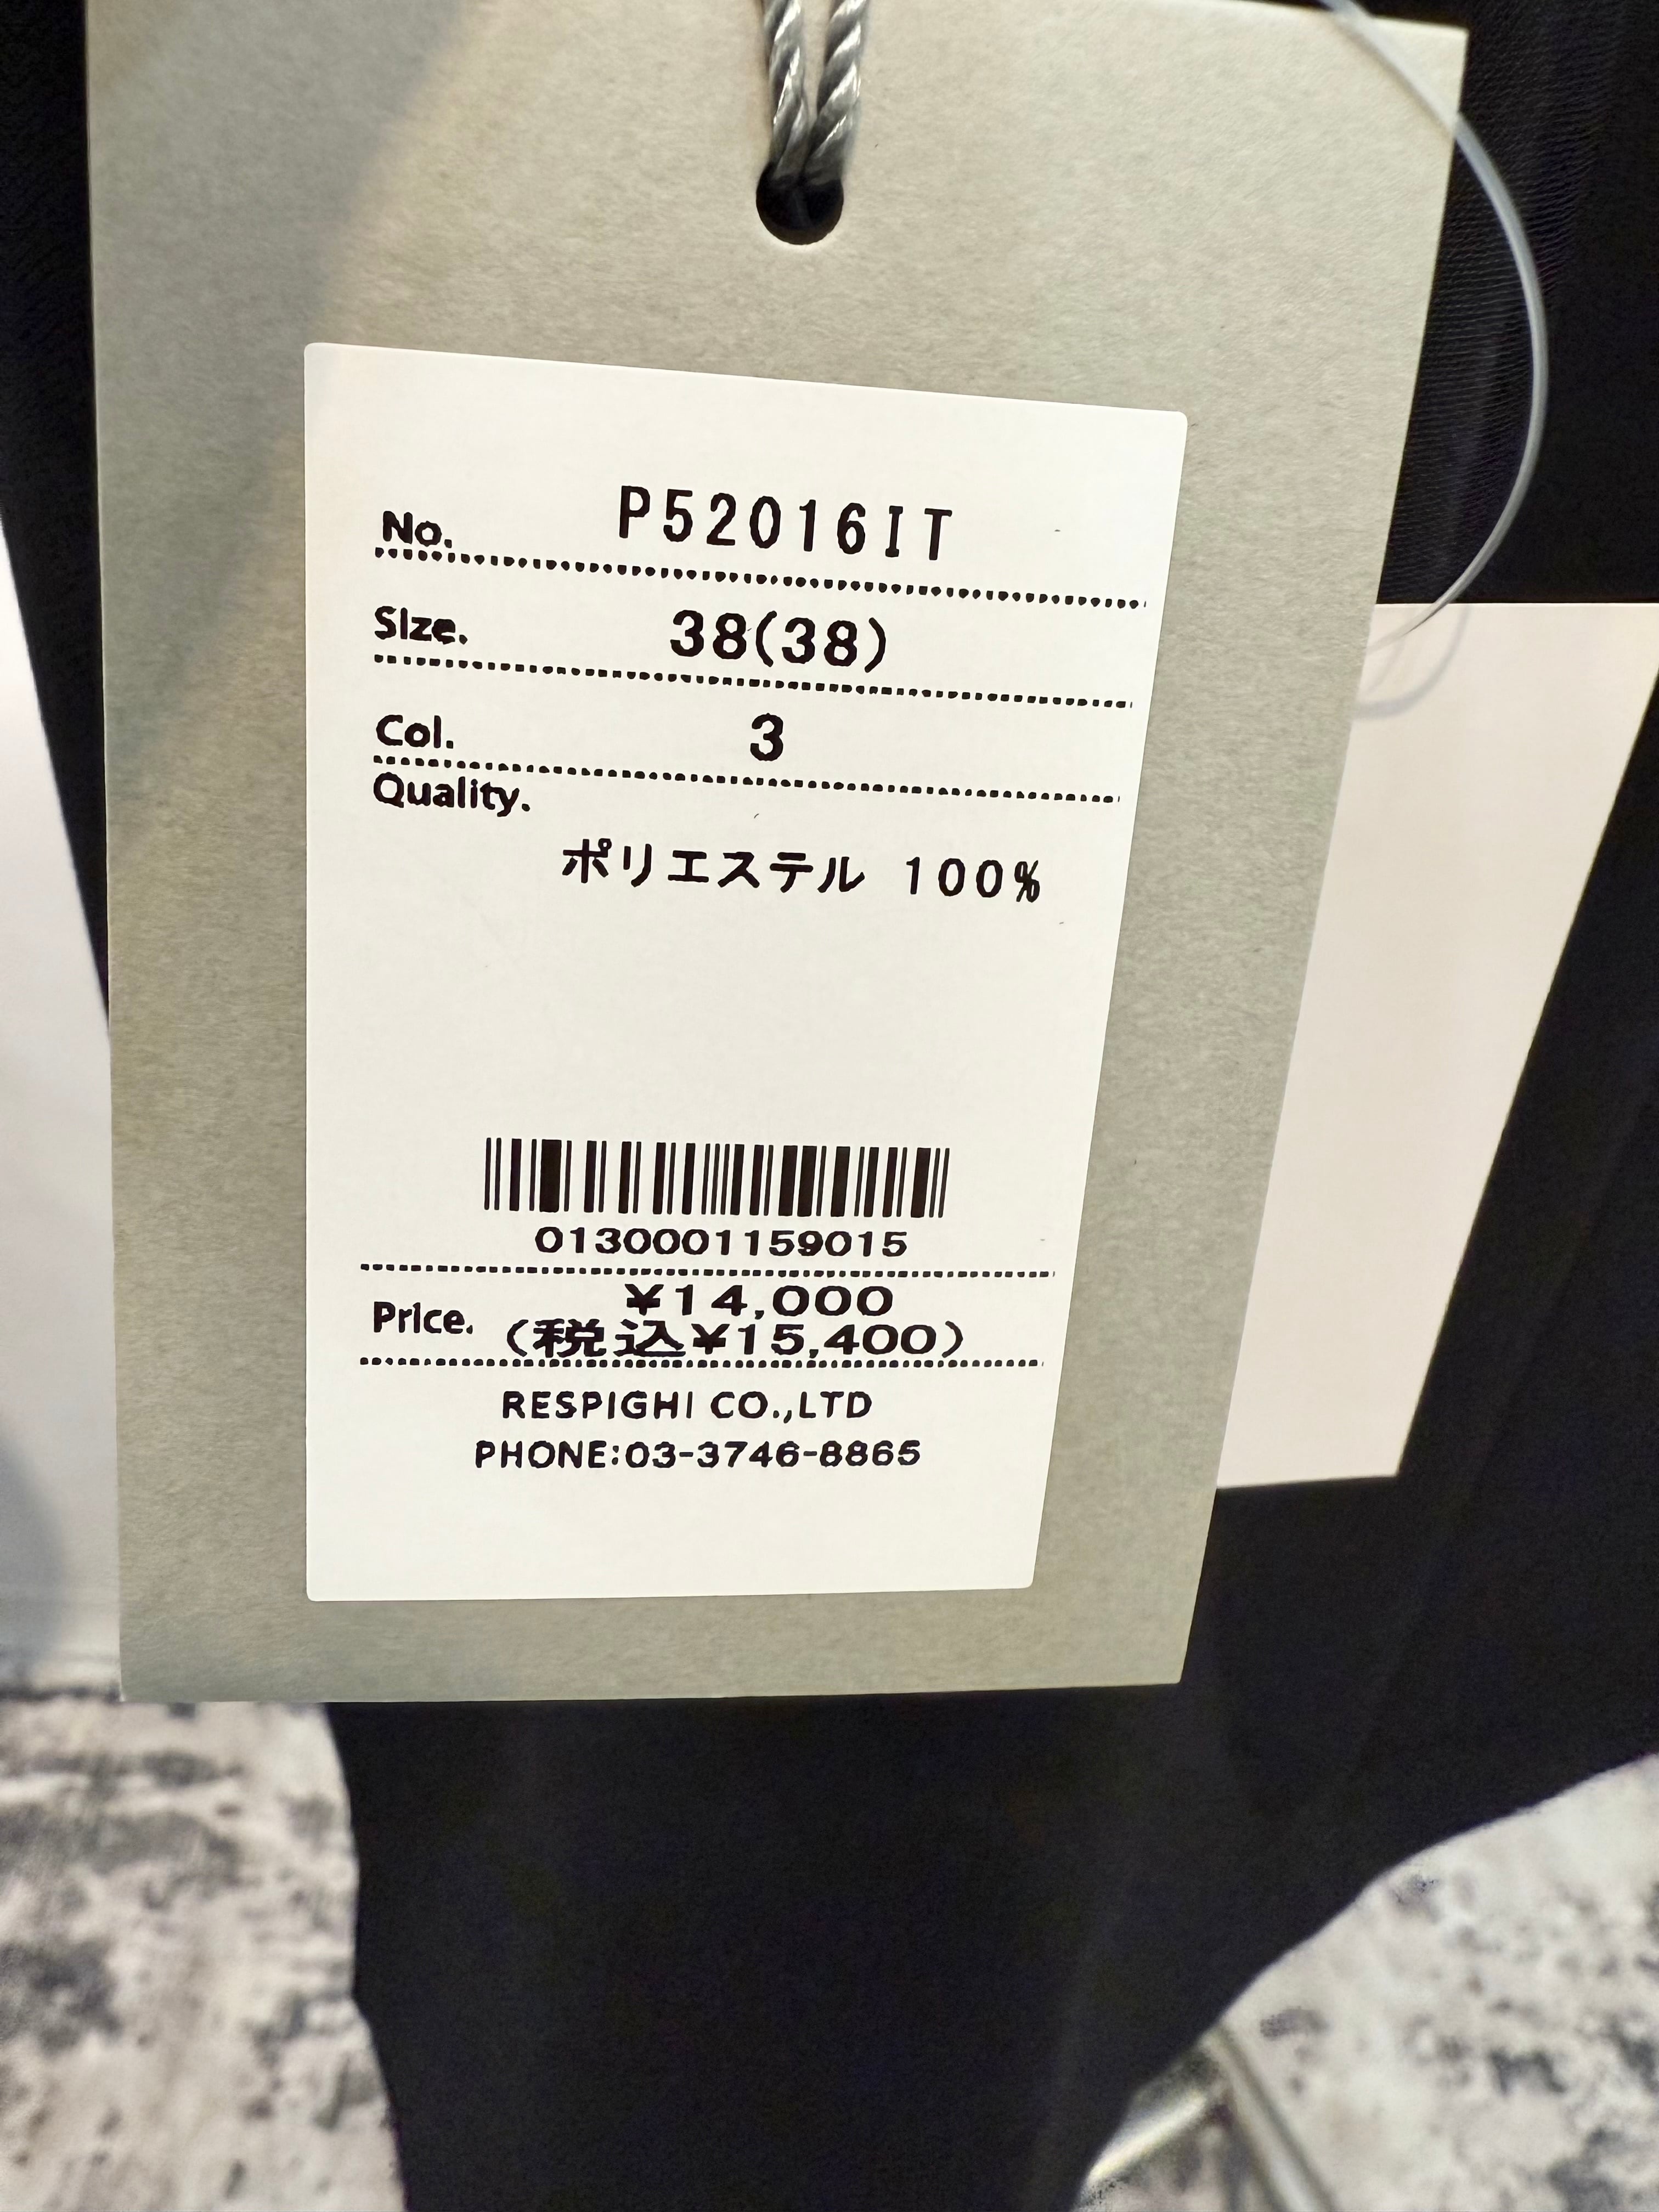 No. P52016IT
Size. 38(38)
Col. 3
Quality.
ポリエステル 100%
0130001159015
Price. ¥14,000
(税込¥15,400)
RESPIGHI CO.,LTD
PHONE:03-3746-8865